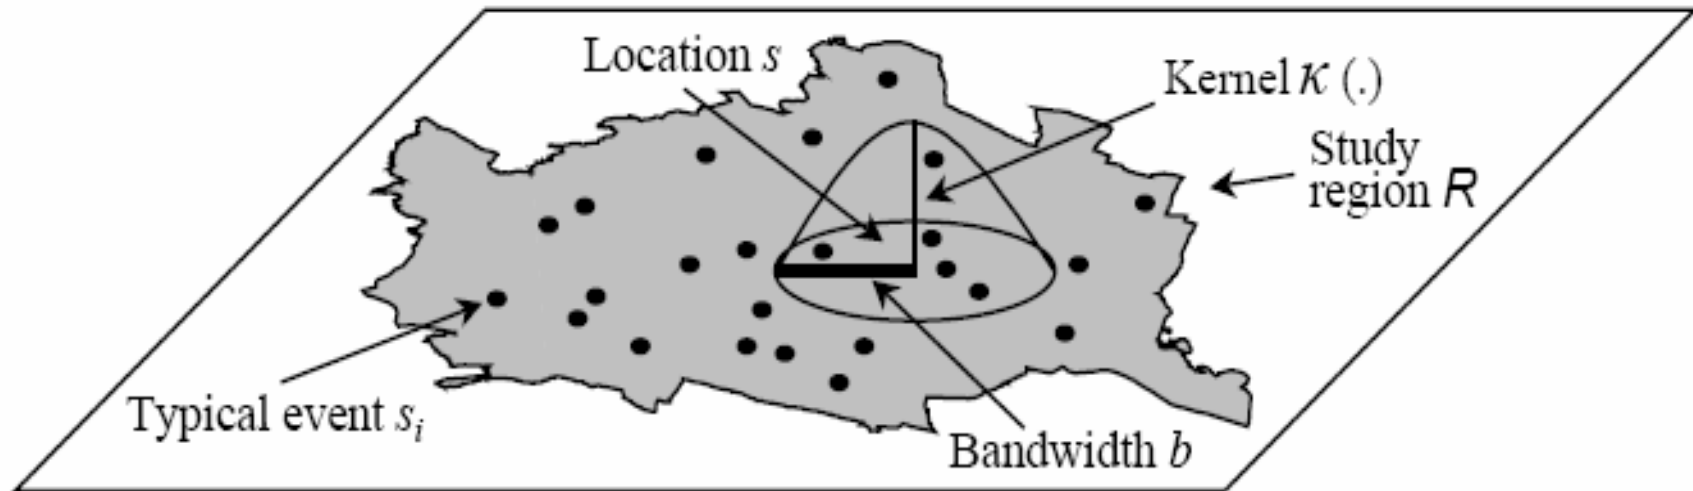 Location s
Kernel κ (.)
Study
region R
Typical event sᵢ
Bandwidth b